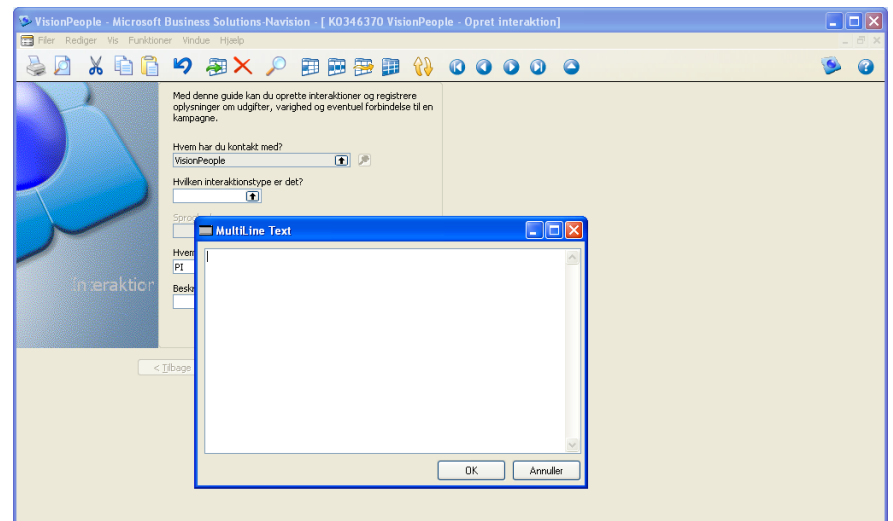 VisionPeople - Microsoft Business Solutions-Navision - [ KO346370 VisionPeople - Opret interaktion]
Filer Rediger Vis Funktioner Vindue Hjælp
Med denne guide kan du oprette interaktioner og registrere
oplysninger om udgifter, varighed og eventuel forbindelse til en
kampagne.
Hvem har du kontakt med?
VisionPeople
Hvilken interaktionstype er det?
MultiLine Text
Hvem
PI
interaktion
< Tilbage
OK Annuller